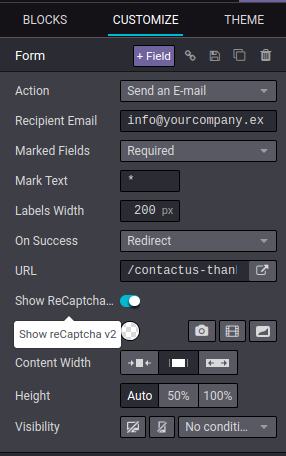 BLOCKS CUSTOMIZE THEME
Form + Field
Action Send an E-mail
Recipient Email info@yourcompany.ex
Marked Fields Required
Mark Text *
Labels Width 200 px
On Success Redirect
URL /contactus-than
Show ReCaptcha...
Show reCaptcha v2
Content Width
Height Auto 50% 100%
Visibility No conditi...